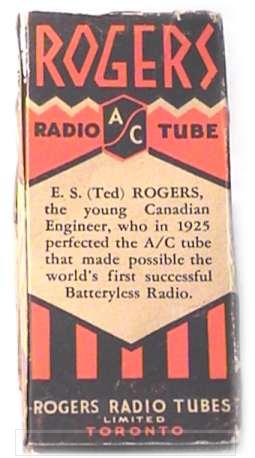 ROGERS
RADIO A/C TUBE
E. S. (Ted) ROGERS,
the young Canadian
Engineer, who in 1925
perfected the A/C tube
that made possible the
world's first successful
Batteryless Radio.
ROGERS RADIO TUBES
LIMITED
TORONTO